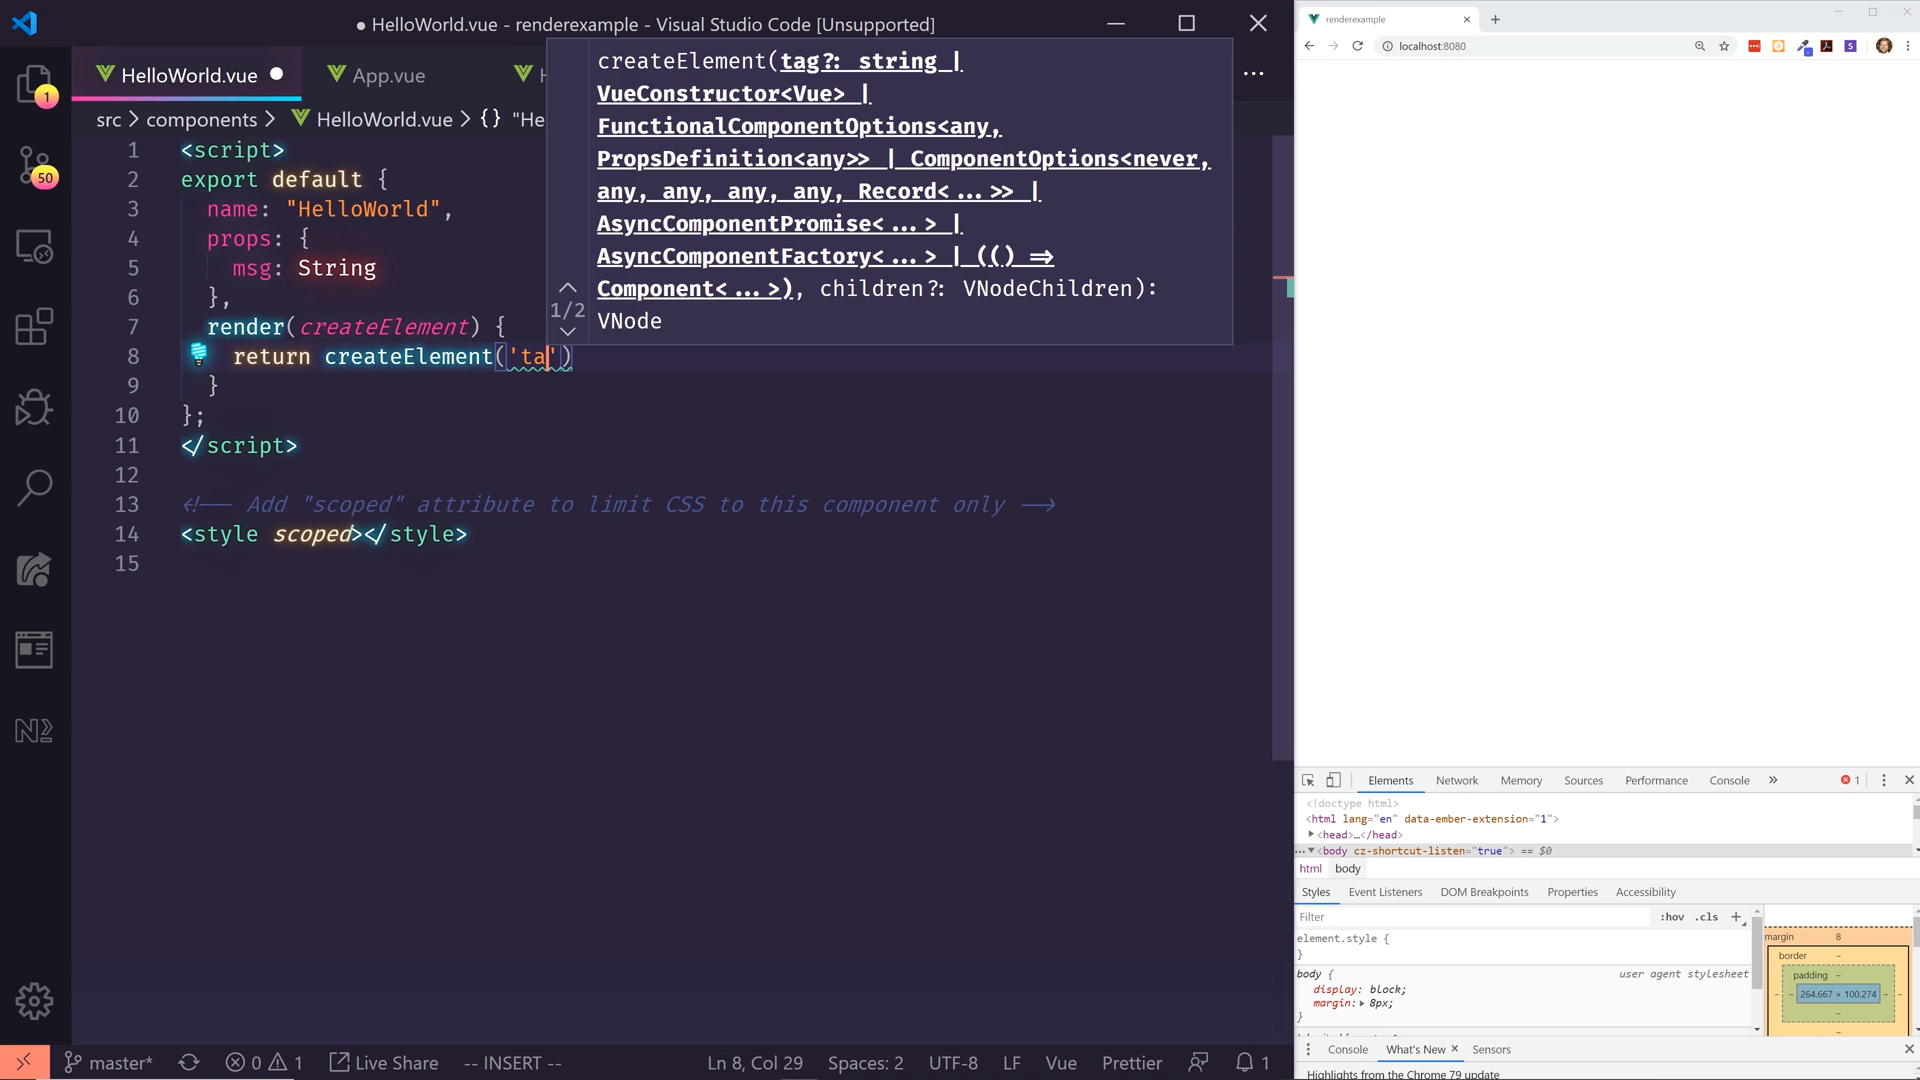 ● HelloWorld.vue - renderexample - Visual Studio Code [Unsupported]
HelloWorld.vue
App.vue
src > components > HelloWorld.vue > {} "He
createElement(tag?: string |
VueConstructor<Vue> |
FunctionalComponentOptions<any,
PropsDefinition<any>> | ComponentOptions<never,
any, any, any, any, Record<...>> |
AsyncComponentPromise<...> |
AsyncComponentFactory<...> | (() =>
Component<...>), children?: VNodeChildren):
VNode
1/2
1 <script>
2 export default {
3 name: "HelloWorld",
4 props: {
5 msg: String
6 },
7 render(createElement) {
8 return createElement('ta')
9 }
10 };
11 </script>
12
13 <!-- Add "scoped" attribute to limit CSS to this component only -->
14 <style scoped></style>
15
1
50
master*
0 1
Live Share
-- INSERT --
Ln 8, Col 29
Spaces: 2
UTF-8
LF
Vue
Prettier
1
renderexample
localhost:8080
Elements Network Memory Sources Performance Console » 1
<!doctype html>
<html lang="en" data-ember-extension="1">
<head>…</head>
<body cz-shortcut-listen="true"> == $0
html body
Styles Event Listeners DOM Breakpoints Properties Accessibility
Filter :hov .cls +
element.style {
}
body { user agent stylesheet
display: block;
margin: 8px;
}
margin 8
border –
padding –
264.667 × 100.274
Console What's New × Sensors
Highlights from the Chrome 79 update